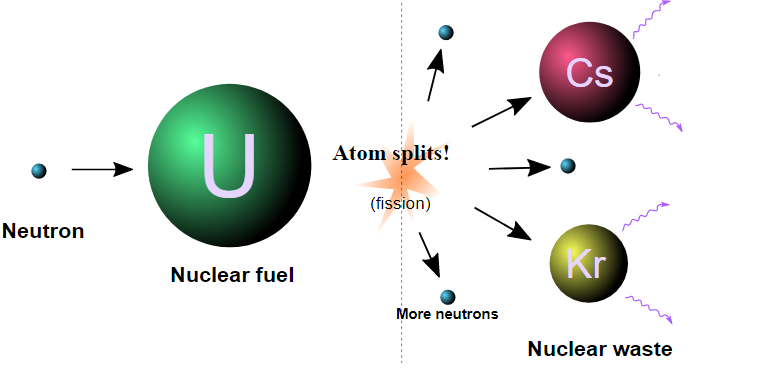 Neutron
U
Nuclear fuel
Atom splits!
(fission)
More neutrons
Cs
Kr
Nuclear waste